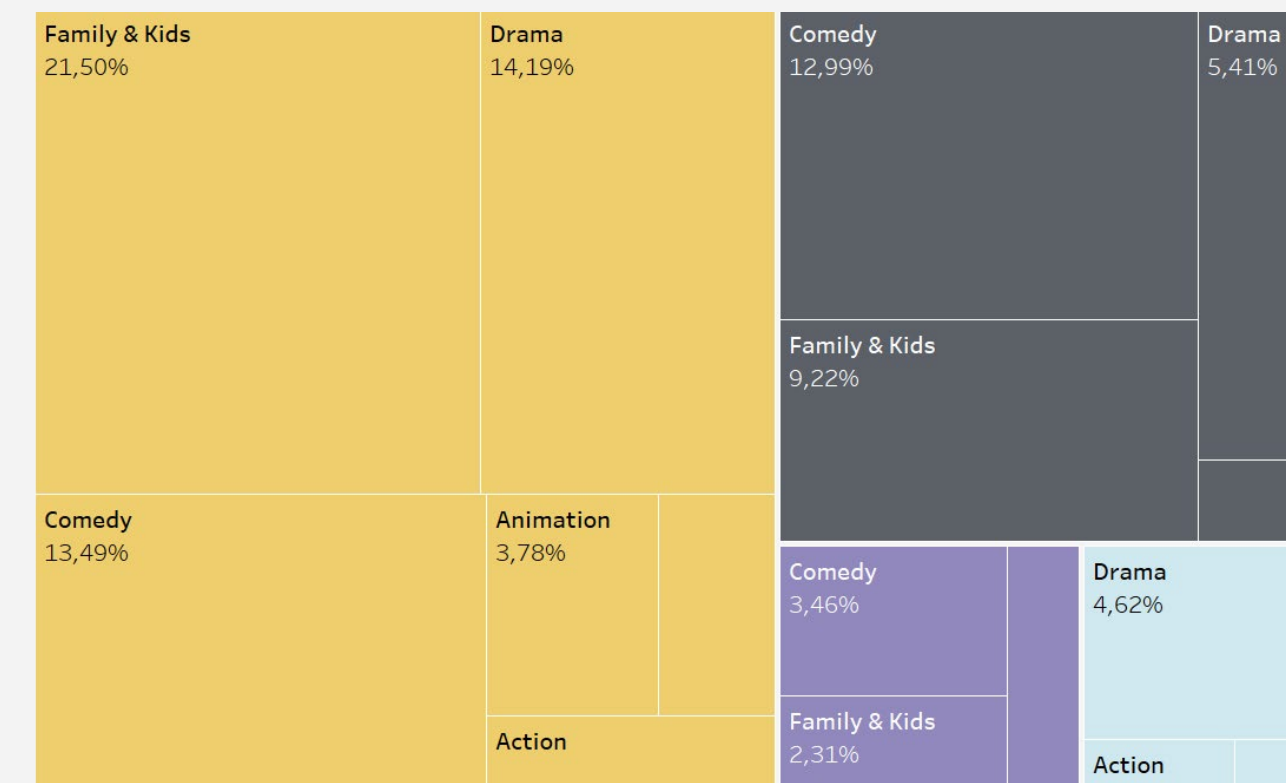 Family & Kids
21,50%
Drama
14,19%
Comedy
13,49%
Animation
3,78%
Action
Comedy
12,99%
Family & Kids
9,22%
Drama
5,41%
Comedy
3,46%
Family & Kids
2,31%
Drama
4,62%
Action